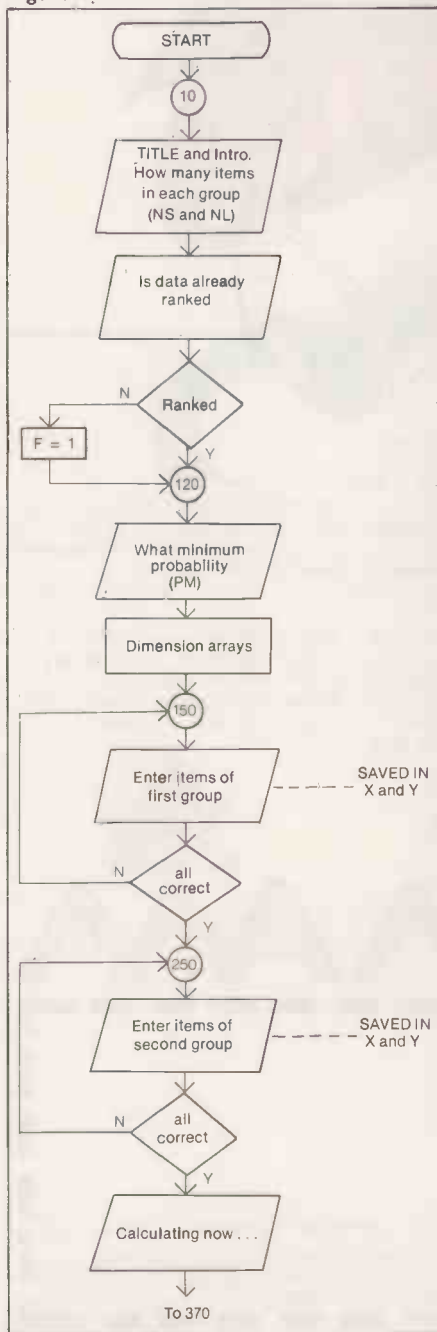 START
10
TITLE and Intro.
How many items
in each group
(NS and NL)
Is data already
ranked
N
Ranked
F = 1
Y
120
What minimum
probability
(PM)
Dimension arrays
150
Enter items of
first group
SAVED IN
X and Y
N
all
correct
Y
250
Enter items of
second group
SAVED IN
X and Y
N
all
correct
Y
Calculating now . . .
To 370